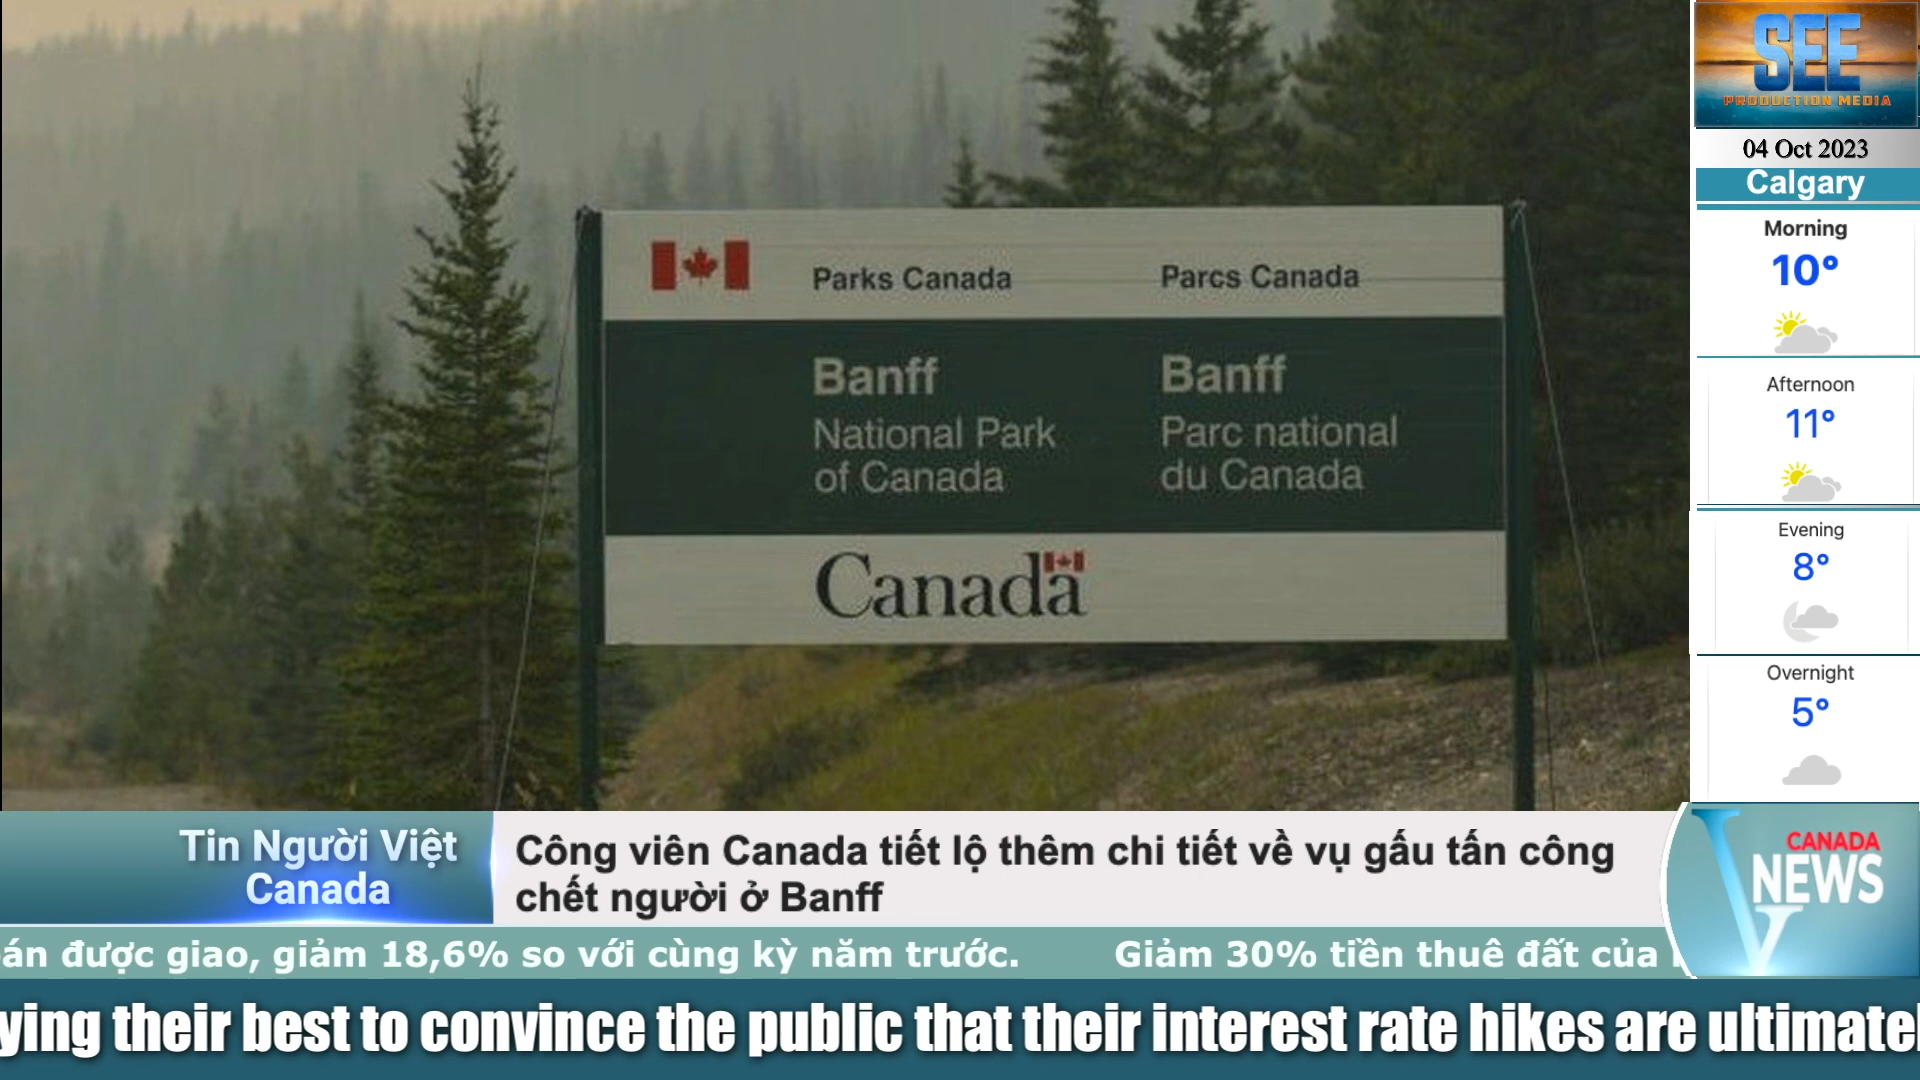 SEE
PRODUCTION MEDIA
04 Oct 2023
Calgary
Morning
10°
Afternoon
11°
Evening
8°
Overnight
5°
Parks Canada
Parcs Canada
Banff
National Park
of Canada
Banff
Parc national
du Canada
Canada
Tin Người Việt
Canada
Công viên Canada tiết lộ thêm chi tiết về vụ gấu tấn công
chết người ở Banff
CANADA
V NEWS
án được giao, giảm 18,6% so với cùng kỳ năm trước. Giảm 30% tiền thuê đất của
ying their best to convince the public that their interest rate hikes are ultimatel